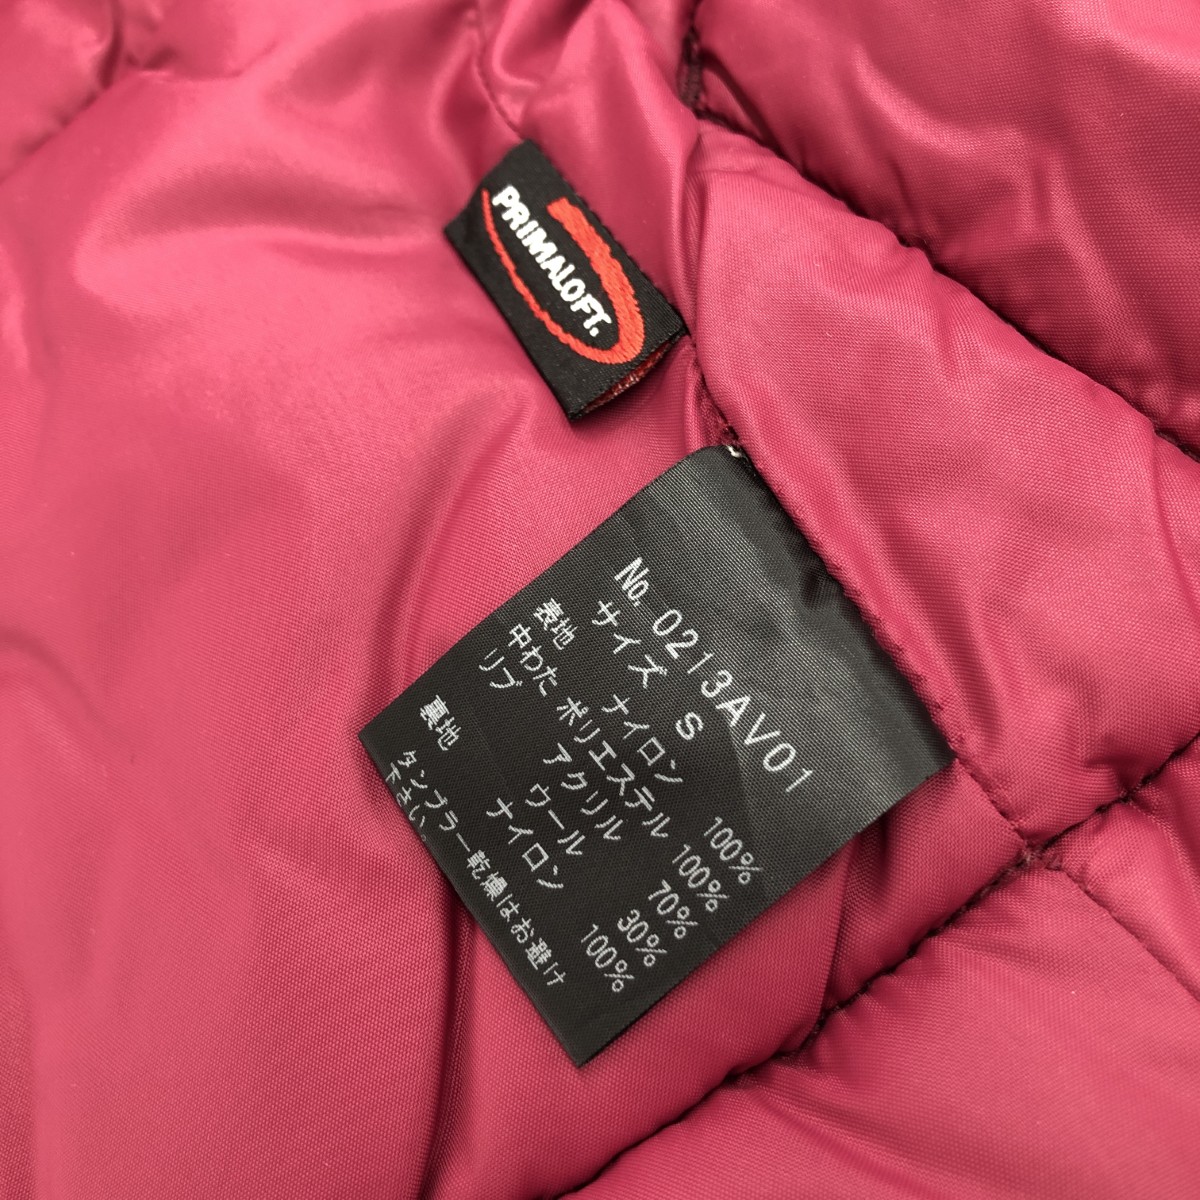 PRIMALOFT.
No. 0213AV01
サイズ S
表地 ナイロン 100%
中わた ポリエステル 100%
リブ アクリル 70%
ウール 30%
裏地 ナイロン 100%
タンブラー乾燥はお避け
下さい。